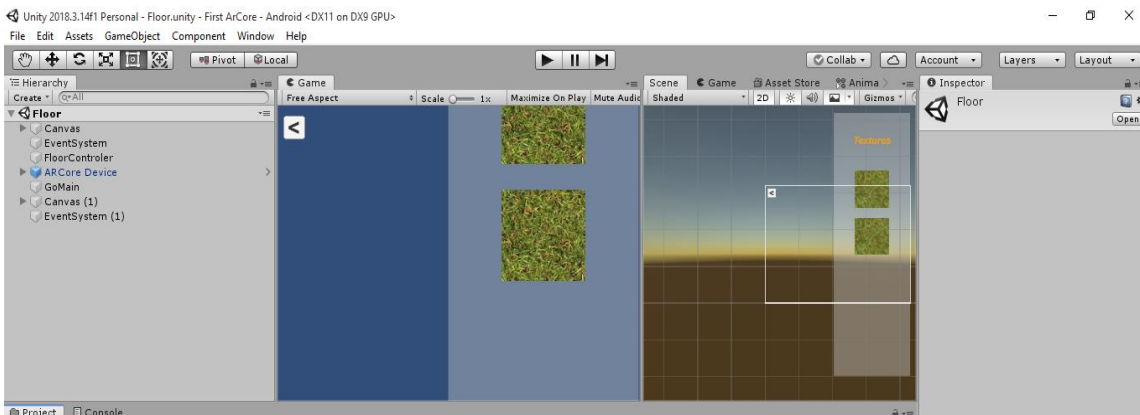 Unity 2018.3.14f1 Personal - Floor.unity - First ArCore - Android <DX11 on DX9 GPU>
File Edit Assets GameObject Component Window Help
Pivot Local Collab Account Layers Layout
Hierarchy Game Scene Game Asset Store Anima Inspector
Create All Free Aspect Scale 1x Maximize On Play Mute Audio Shaded 2D Gizmos Floor
Open
Floor
Canvas
EventSystem
FloorControler
ARCore Device
GoMain
Canvas (1)
EventSystem (1)
<
Texturas
<
Project Console